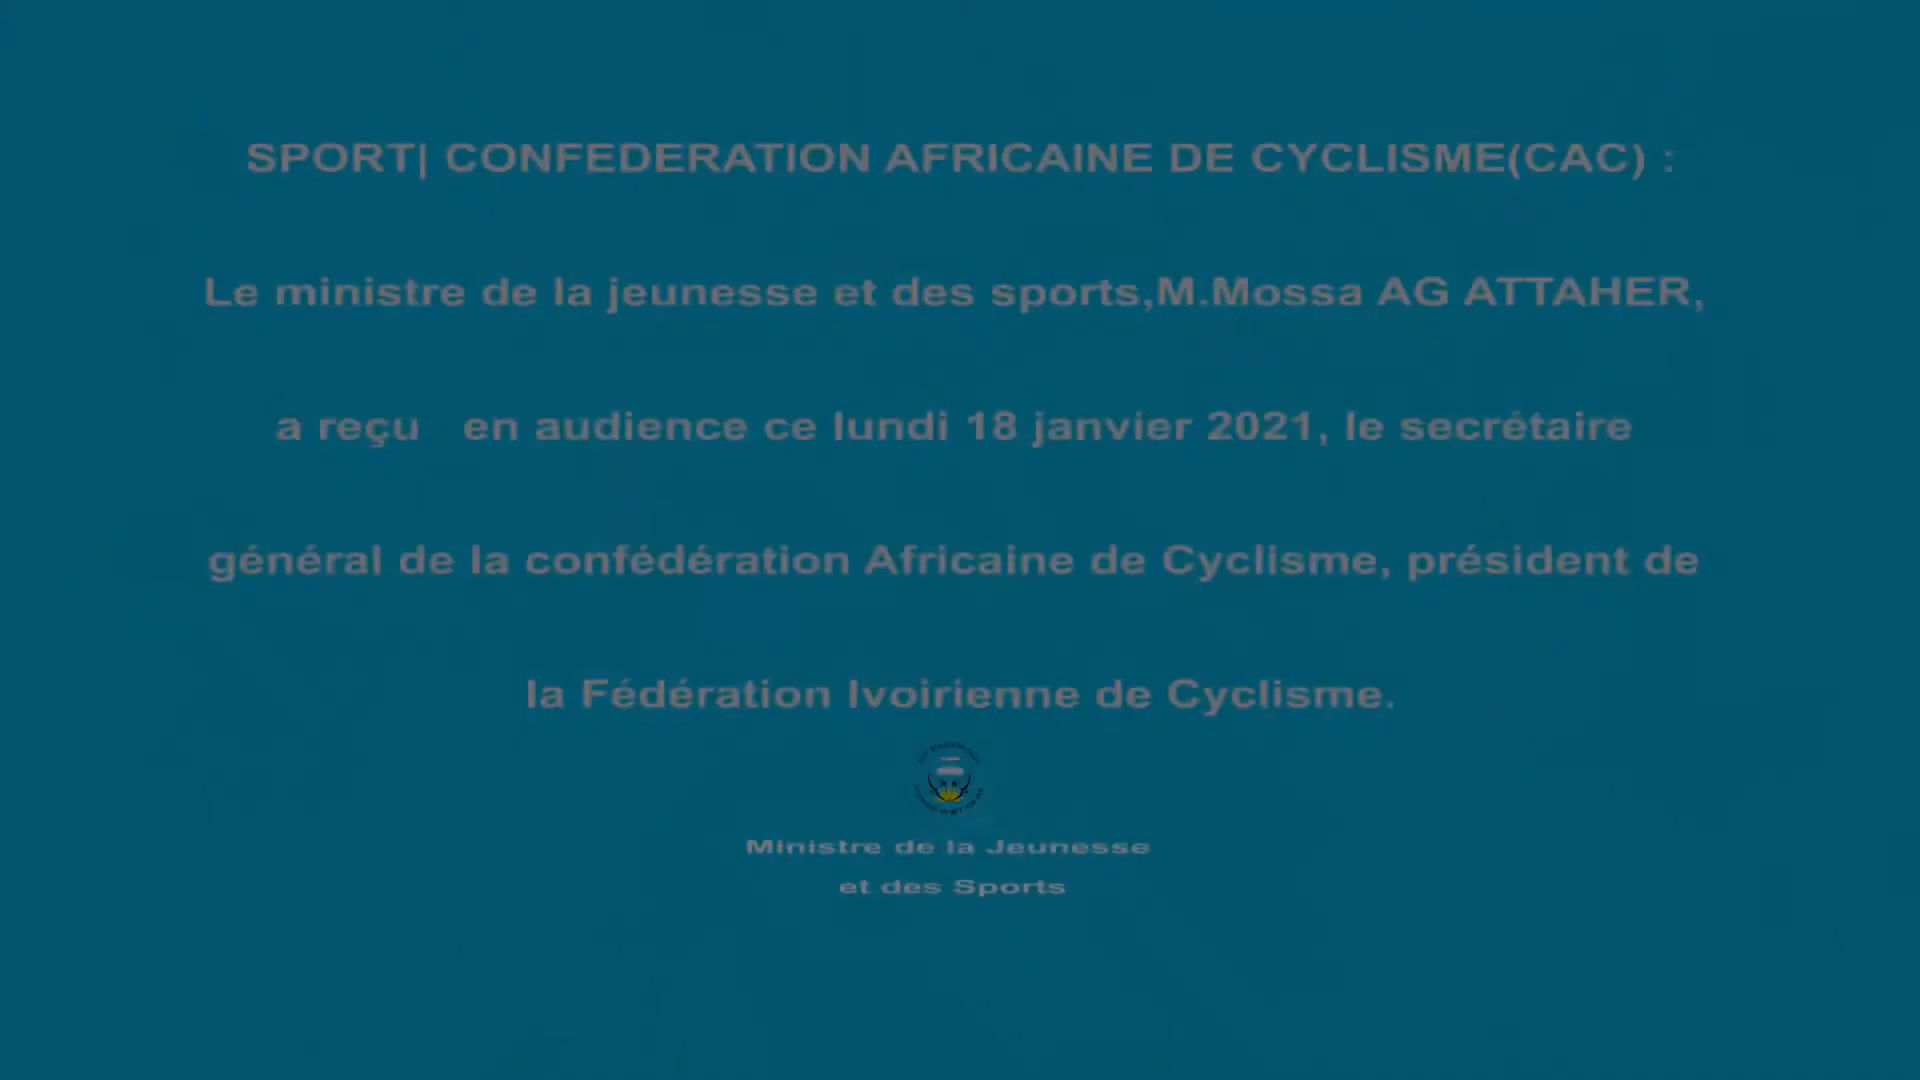 SPORT| CONFEDERATION AFRICAINE DE CYCLISME(CAC) :
Le ministre de la jeunesse et des sports,M.Mossa AG ATTAHER,
a reçu en audience ce lundi 18 janvier 2021, le secrétaire
général de la confédération Africaine de Cyclisme, président de
la Fédération Ivoirienne de Cyclisme.
Ministre de la Jeunesse
et des Sports